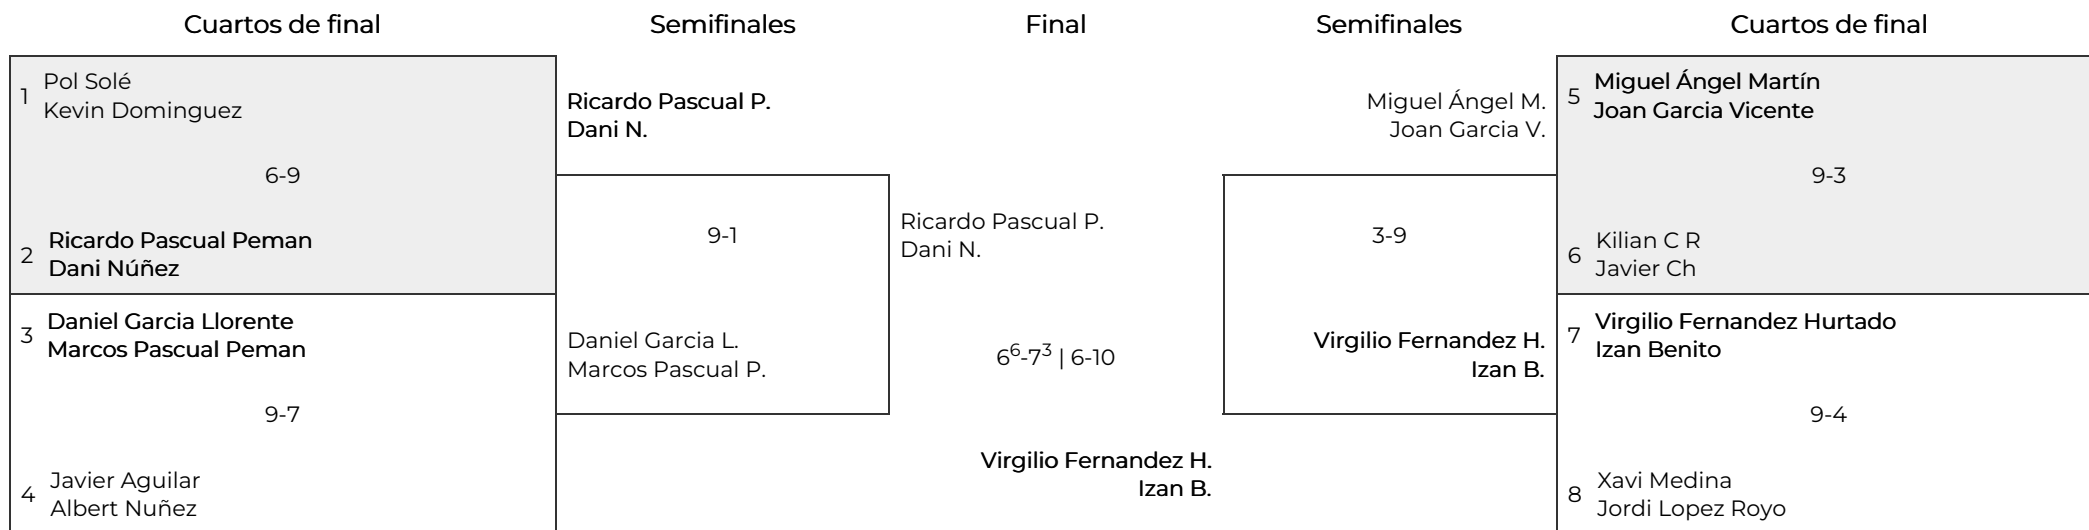 Cuartos de final
Semifinales
Final
Semifinales
Cuartos de final
1
Pol Solé
Kevin Dominguez
6-9
2
Ricardo Pascual Peman
Dani Núñez
3
Daniel Garcia Llorente
Marcos Pascual Peman
9-7
4
Javier Aguilar
Albert Nuñez
Ricardo Pascual P.
Dani N.
9-1
Daniel Garcia L.
Marcos Pascual P.
Ricardo Pascual P.
Dani N.
6⁶-7³ | 6-10
Virgilio Fernandez H.
Izan B.
Miguel Ángel M.
Joan Garcia V.
3-9
Virgilio Fernandez H.
Izan B.
5
Miguel Ángel Martín
Joan Garcia Vicente
9-3
6
Kilian C R
Javier Ch
7
Virgilio Fernandez Hurtado
Izan Benito
9-4
8
Xavi Medina
Jordi Lopez Royo